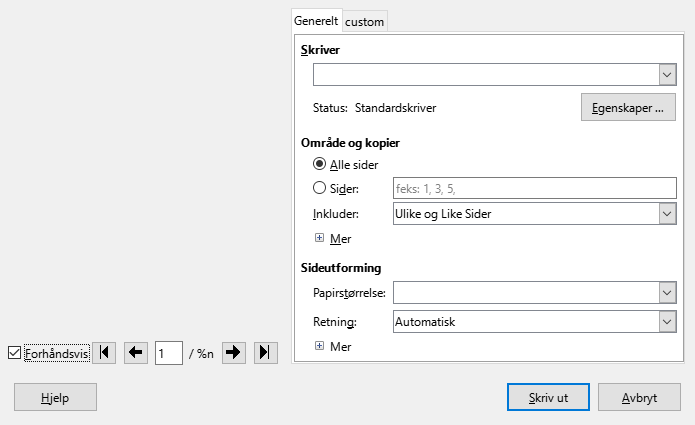 Generelt custom
Skriver
Status: Standardskriver Egenskaper ...
Område og kopier
Alle sider
Sider: feks: 1, 3, 5,
Inkluder: Ulike og Like Sider
Mer
Sideutforming
Papirstørrelse:
Retning: Automatisk
Mer
Forhåndsvis 1 / %n
Hjelp Skriv ut Avbryt